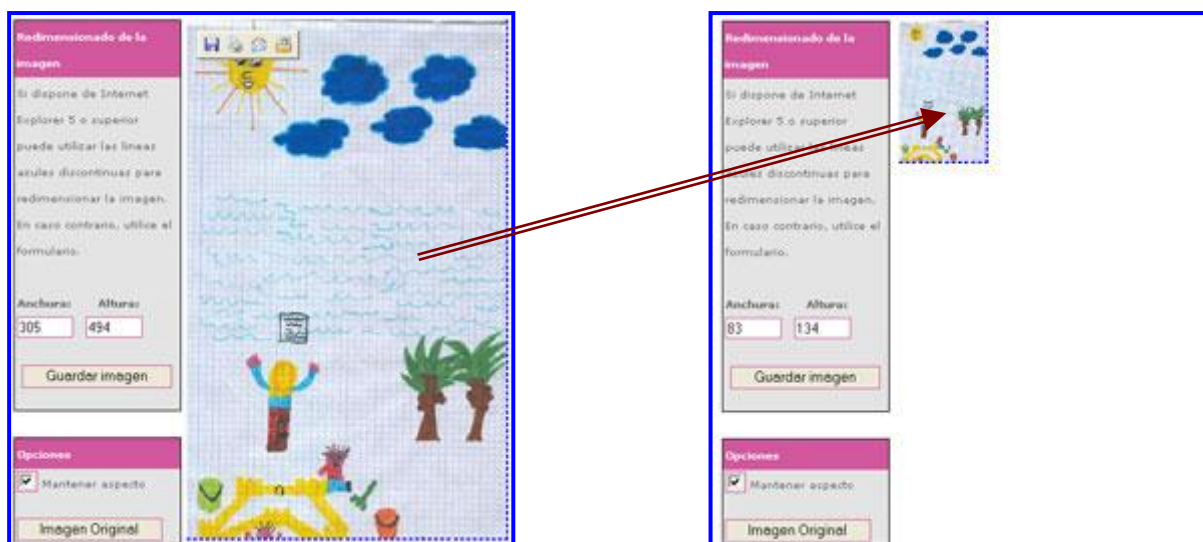 Redimensionado de la
imagen
Si dispone de Internet
Explorer 5 o superior
puede utilizar las lineas
azules discontinuas para
redimensionar la imagen.
En caso contrario, utilice el
formulario.
Anchura: Altura:
305 494
Guardar imagen
Opciones
Mantener aspecto
Imagen Original
Redimensionado de la
imagen
Si dispone de Internet
Explorer 5 o superior
puede utilizar las lineas
azules discontinuas para
redimensionar la imagen.
En caso contrario, utilice el
formulario.
Anchura: Altura:
83 134
Guardar imagen
Opciones
Mantener aspecto
Imagen Original